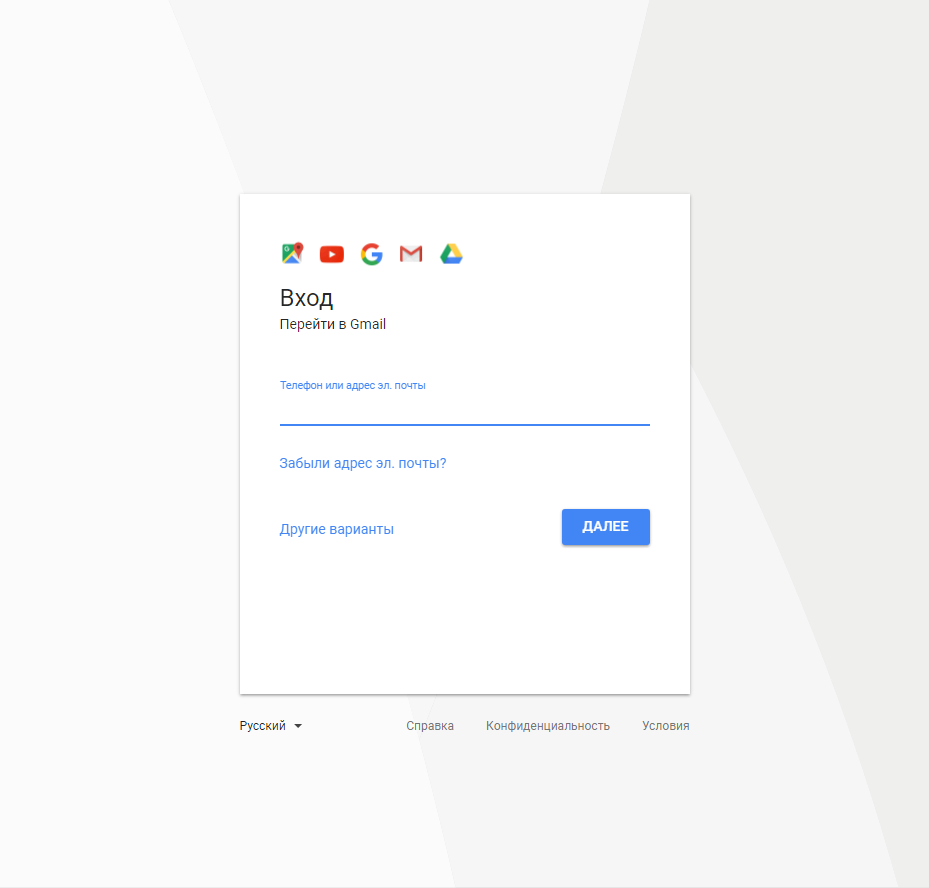 Вход
Перейти в Gmail
Телефон или адрес эл. почты
Забыли адрес эл. почты?
Другие варианты
ДАЛЕЕ
Русский
Справка
Конфиденциальность
Условия